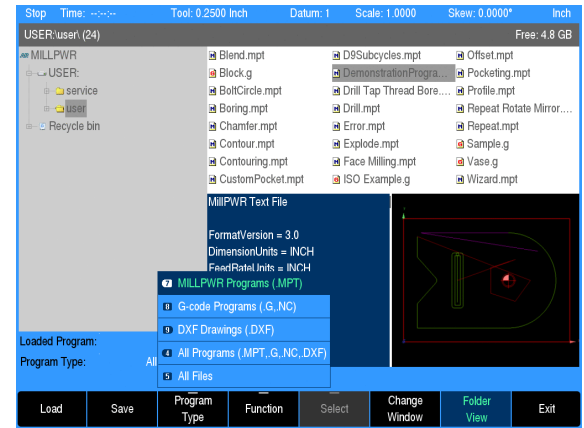 Stop Time: --:--:-- Tool: 0.2500 Inch Datum: 1 Scale: 1.0000 Skew: 0.0000° Inch
USER:\user\ (24) Free: 4.8 GB
MILLPWR
USER:
service
user
Recycle bin
Blend.mpt D9Subcycles.mpt Offset.mpt
Block.g DemonstrationProgra... Pocketing.mpt
BoltCircle.mpt Drill Tap Thread Bore.... Profile.mpt
Boring.mpt Drill.mpt Repeat Rotate Mirror....
Chamfer.mpt Error.mpt Repeat.mpt
Contour.mpt Explode.mpt Sample.g
Contouring.mpt Face Milling.mpt Vase.g
CustomPocket.mpt ISO Example.g Wizard.mpt
MillPWR Text File
FormatVersion = 3.0
DimensionUnits = INCH
FeedRateUnits = INCH
7 MILLPWR Programs (.MPT)
8 G-code Programs (.G,.NC)
9 DXF Drawings (.DXF)
4 All Programs (.MPT,.G,.NC,.DXF)
5 All Files
Loaded Program:
Program Type: All
Load Save Program Type Function Select Change Window Folder View Exit